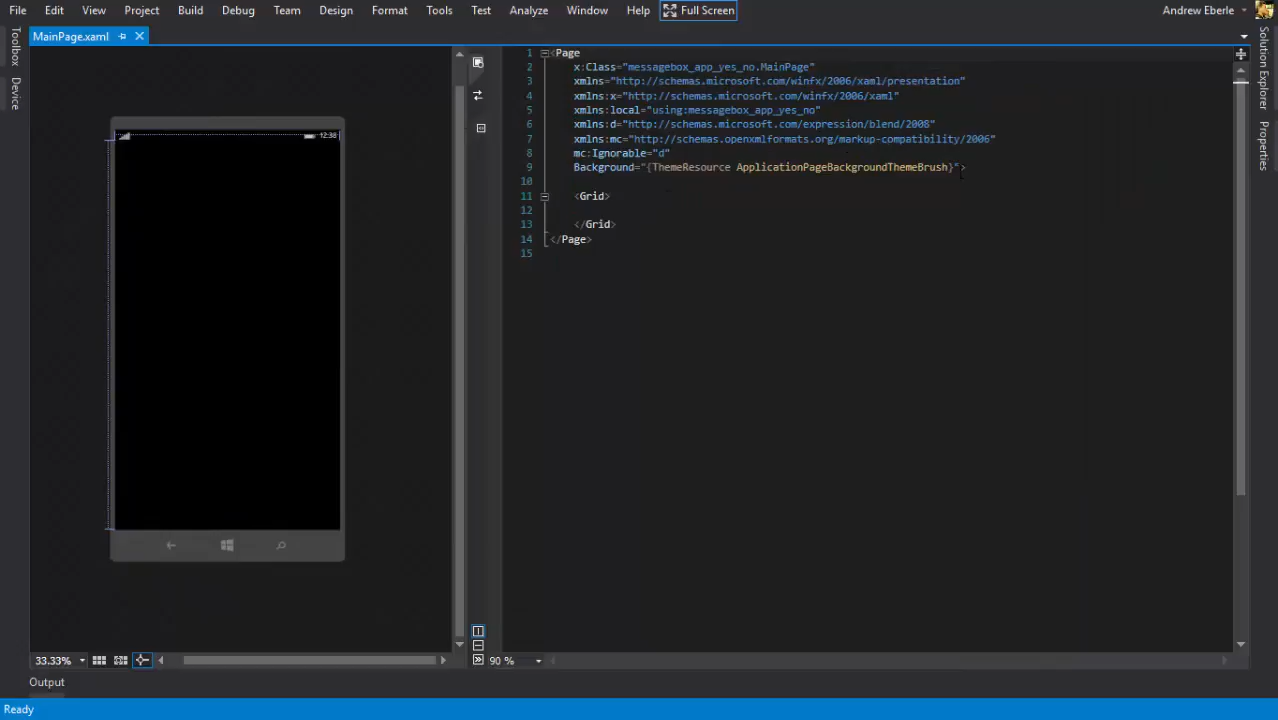 File Edit View Project Build Debug Team Design Format Tools Test Analyze Window Help Full Screen Andrew Eberle
MainPage.xaml
Toolbox
Device
12:38
1 <Page
2 x:Class="messagebox_app_yes_no.MainPage"
3 xmlns="http://schemas.microsoft.com/winfx/2006/xaml/presentation"
4 xmlns:x="http://schemas.microsoft.com/winfx/2006/xaml"
5 xmlns:local="using:messagebox_app_yes_no"
6 xmlns:d="http://schemas.microsoft.com/expression/blend/2008"
7 xmlns:mc="http://schemas.openxmlformats.org/markup-compatibility/2006"
8 mc:Ignorable="d"
9 Background="{ThemeResource ApplicationPageBackgroundThemeBrush}">
10
11 <Grid>
12
13 </Grid>
14 </Page>
15
Solution Explorer
Properties
33.33%
90 %
Output
Ready